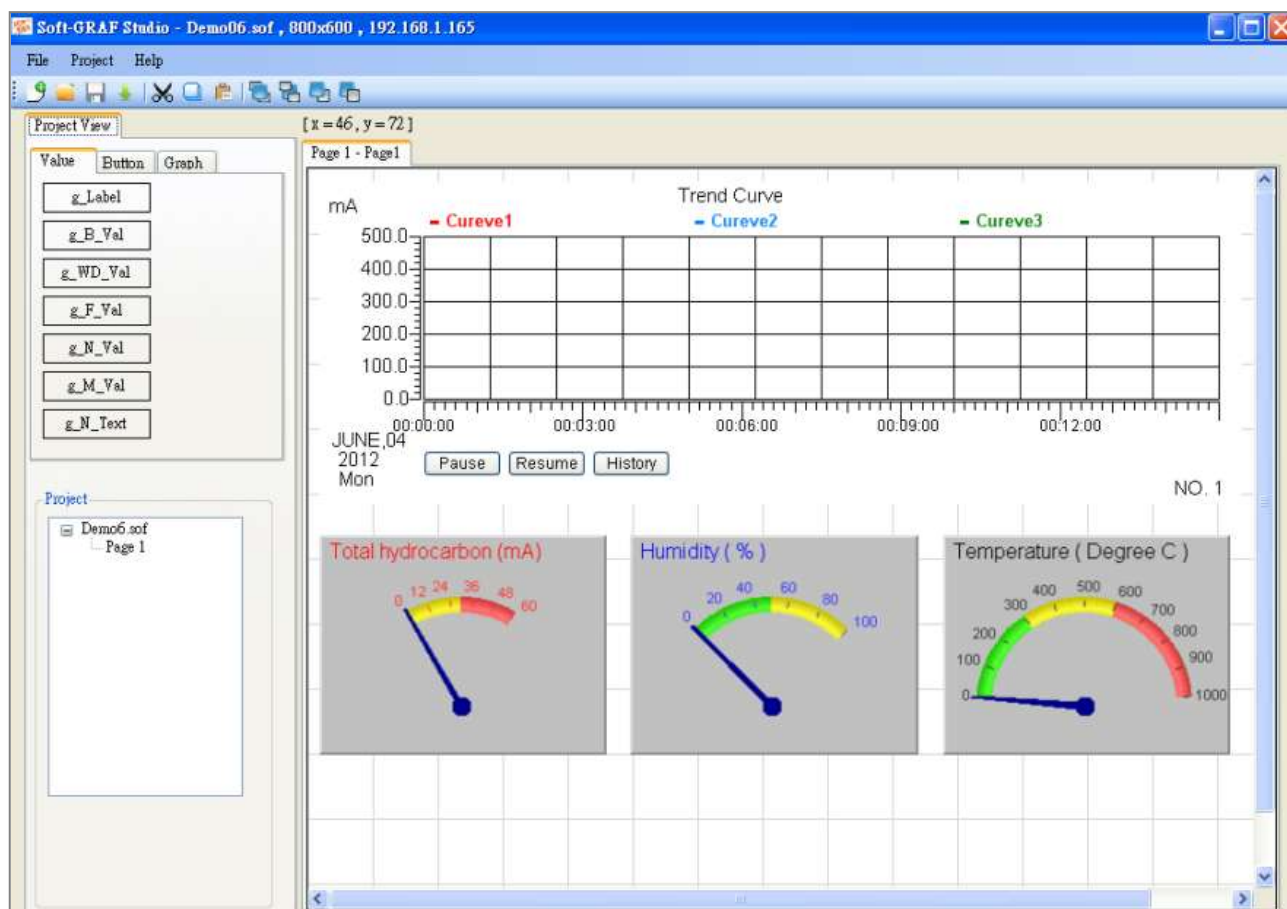 Soft-GRAF Studio - Demo06.sof , 800x600 , 192.168.1.165
File Project Help
Project View
[x=46, y=72]
Value Button Graph
Page 1 - Page1
g_Label
g_B_Val
g_WD_Val
g_F_Val
g_N_Val
g_M_Val
g_N_Text
Trend Curve
mA
Cureve1 Cureve2 Cureve3
500.0
400.0
300.0
200.0
100.0
0.0
00:00:00 00:03:00 00:06:00 00:09:00 00:12:00
JUNE,04
2012
Mon
Pause Resume History
NO. 1
Project
Demo6.sof
Page 1
Total hydrocarbon (mA)
0 12 24 36 48 60
Humidity ( % )
0 20 40 60 80 100
Temperature ( Degree C )
0 100 200 300 400 500 600 700 800 900 1000